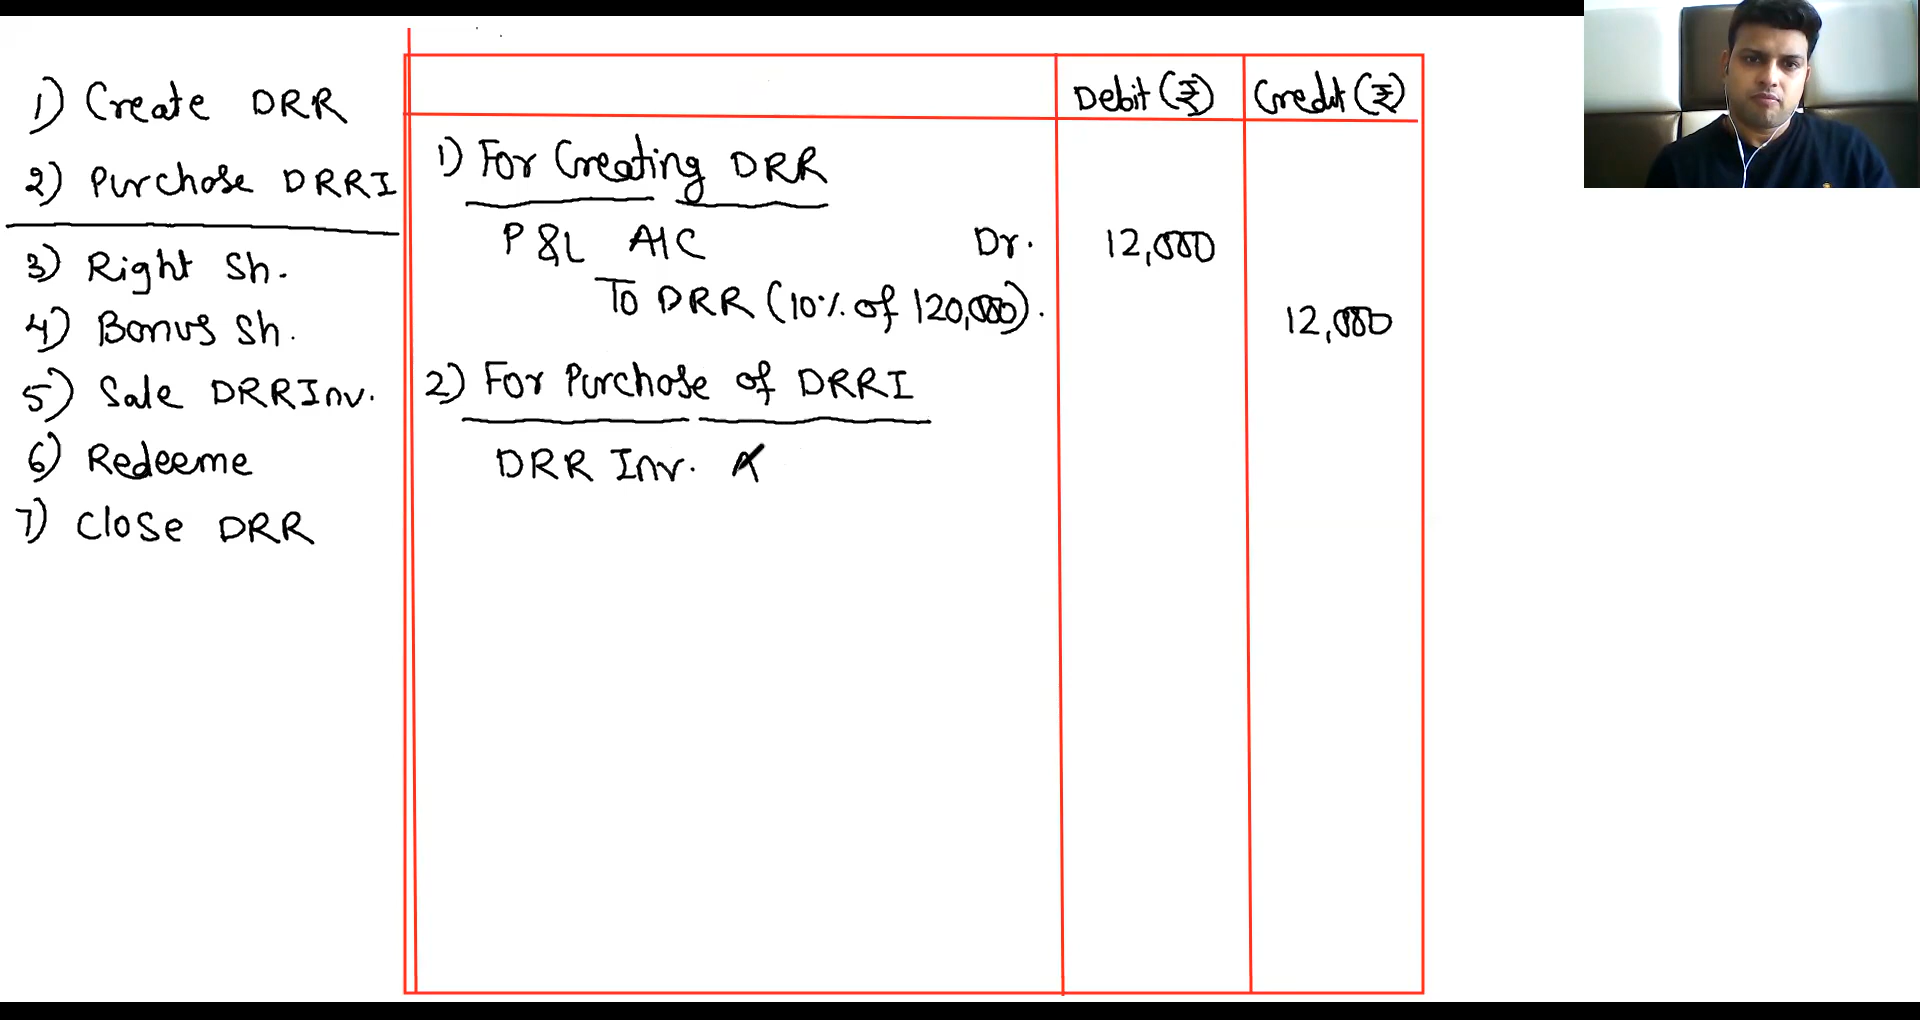 1) Create DRR
2) Purchase DRRI
3) Right Sh.
4) Bonus Sh.
5) Sale DRRInv.
6) Redeeme
7) Close DRR
Debit (₹) Credit (₹)
1) For Creating DRR
P&L A/C Dr. 12,000
To DRR (10% of 120,000). 12,000
2) For Purchase of DRRI
DRR Inv. A